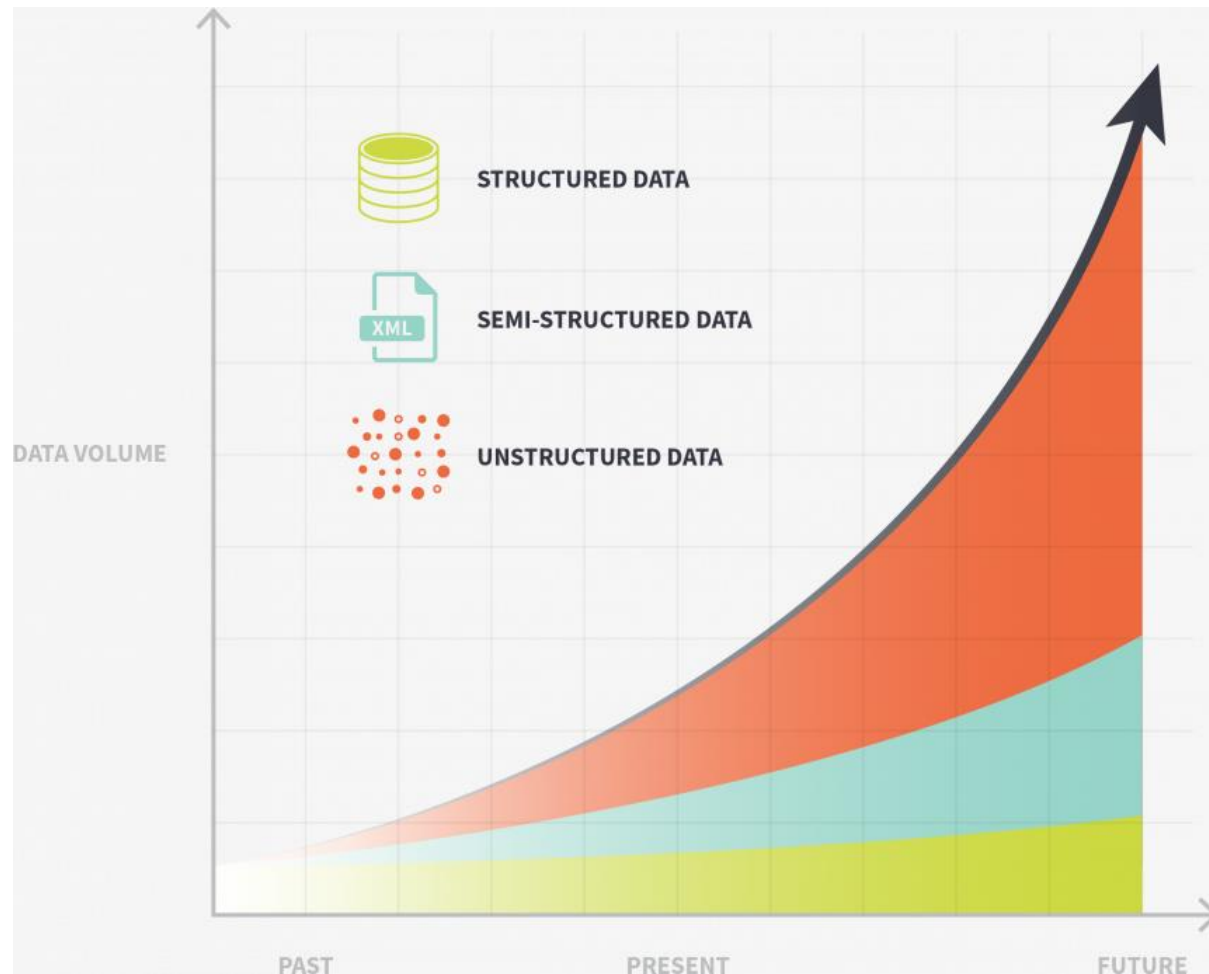 STRUCTURED DATA
XML
SEMI-STRUCTURED DATA
UNSTRUCTURED DATA
DATA VOLUME
PAST
PRESENT
FUTURE